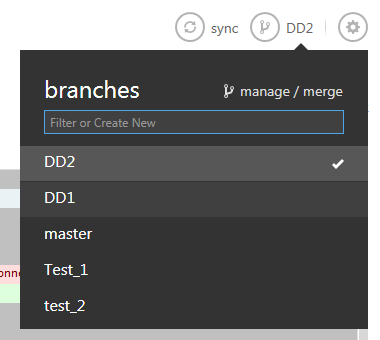 sync DD2
branches manage / merge
Filter or Create New
DD2
DD1
master
Test_1
test_2